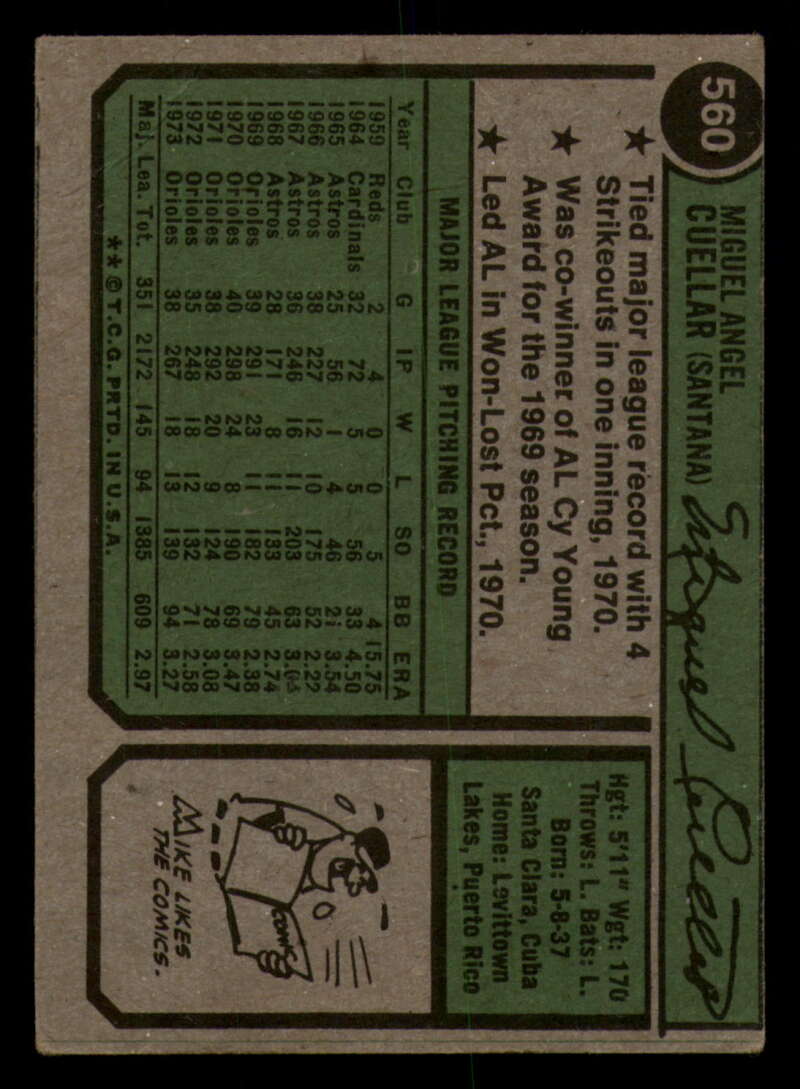 560
MIGUEL ANGEL
CUELLAR (SANTANA)
Miguel Cuellar
★ Tied major league record with 4
Strikeouts in one inning, 1970.
★ Was co-winner of AL Cy Young
Award for the 1969 season.
★ Led AL in Won-Lost Pct., 1970.
MAJOR LEAGUE PITCHING RECORD
Year Club G IP W L SO BB ERA
1959 Reds 2 4 0 0 5 4 15.75
1964 Cardinals 32 72 5 5 56 33 4.50
1965 Astros 25 56 1 4 46 21 3.54
1966 Astros 38 227 12 10 175 52 2.22
1967 Astros 36 246 16 11 203 63 3.03
1968 Astros 28 171 8 11 133 45 2.74
1969 Orioles 39 291 23 11 182 79 2.38
1970 Orioles 40 298 24 8 190 69 3.47
1971 Orioles 38 292 20 9 124 78 3.08
1972 Orioles 35 248 18 12 132 71 2.58
1973 Orioles 38 267 18 13 139 94 3.27
Maj. Lea. Tot. 351 2172 145 94 1385 609 2.97
** © T.C.G. PRTD. IN U.S.A.
Hgt: 5'11" Wgt: 170
Throws: L. Bats: L.
Born: 5-8-37
Santa Clara, Cuba
Home: Levittown
Lakes, Puerto Rico
COMIC
MIKE LIKES
THE COMICS.